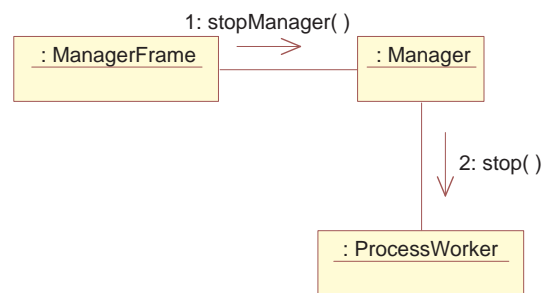 1: stopManager( )
: ManagerFrame
: Manager
2: stop( )
: ProcessWorker